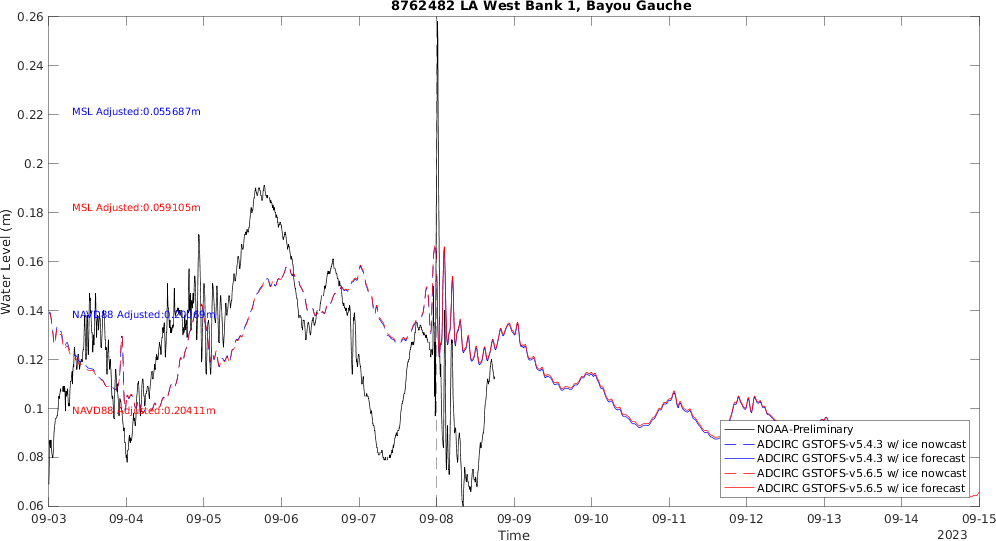 8762482 LA West Bank 1, Bayou Gauche
0.26
0.24
0.22
0.2
0.18
0.16
0.14
0.12
0.1
0.08
0.06
Water Level (m)
MSL Adjusted:0.055687m
MSL Adjusted:0.059105m
NAVD88 Adjusted:0.20069m
NAVD88 Adjusted:0.20411m
NOAA-Preliminary
ADCIRC GSTOFS-v5.4.3 w/ ice nowcast
ADCIRC GSTOFS-v5.4.3 w/ ice forecast
ADCIRC GSTOFS-v5.6.5 w/ ice nowcast
ADCIRC GSTOFS-v5.6.5 w/ ice forecast
09-03 09-04 09-05 09-06 09-07 09-08 09-09 09-10 09-11 09-12 09-13 09-14 09-15
Time
2023